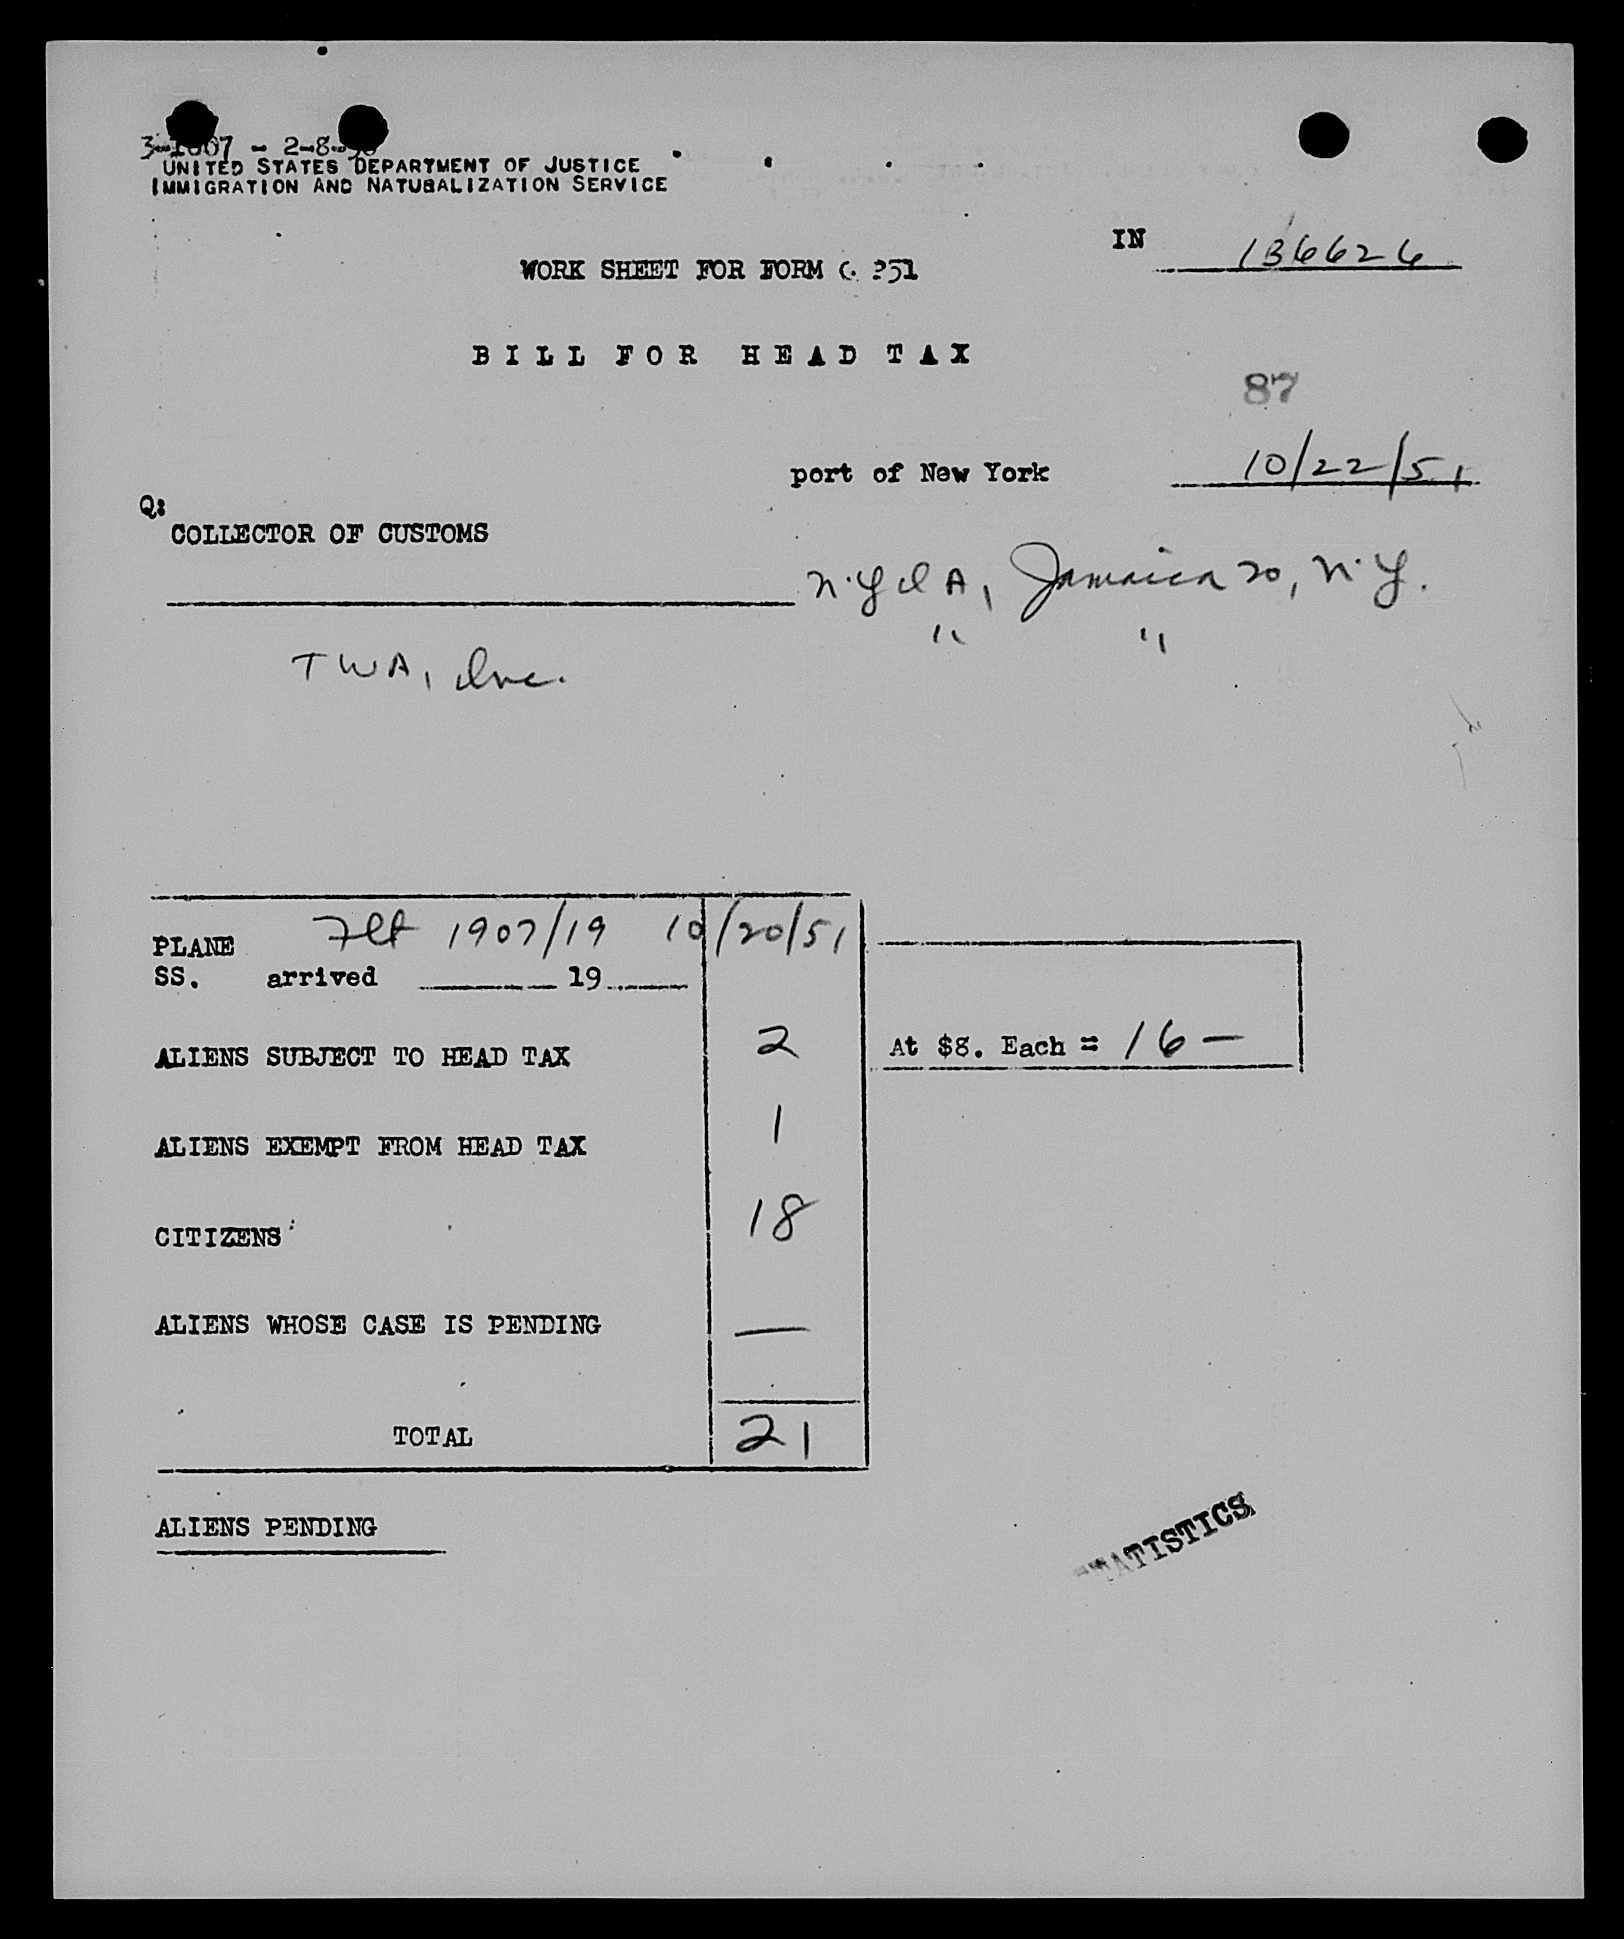 UNITED STATES DEPARTMENT OF JUSTICE
IMMIGRATION AND NATUBALIZATION SERVICE
IN 136626
WORK SHEET FOR FORM
BILL FOR HEAD TAX
87
port of New York 10/22/51
Q:
COLLECTOR OF CUSTOMS
N.Y.I A, Jamaica 20, N.Y.
" "
TWA, Inc.
Flt 1907/19 10/20/51
PLANE
SS. arrived 19
ALIENS SUBJECT TO HEAD TAX 2 At $8. Each = 16 —
ALIENS EXEMPT FROM HEAD TAX 1
CITIZENS 18
ALIENS WHOSE CASE IS PENDING —
TOTAL 21
ALIENS PENDING
STATISTICS